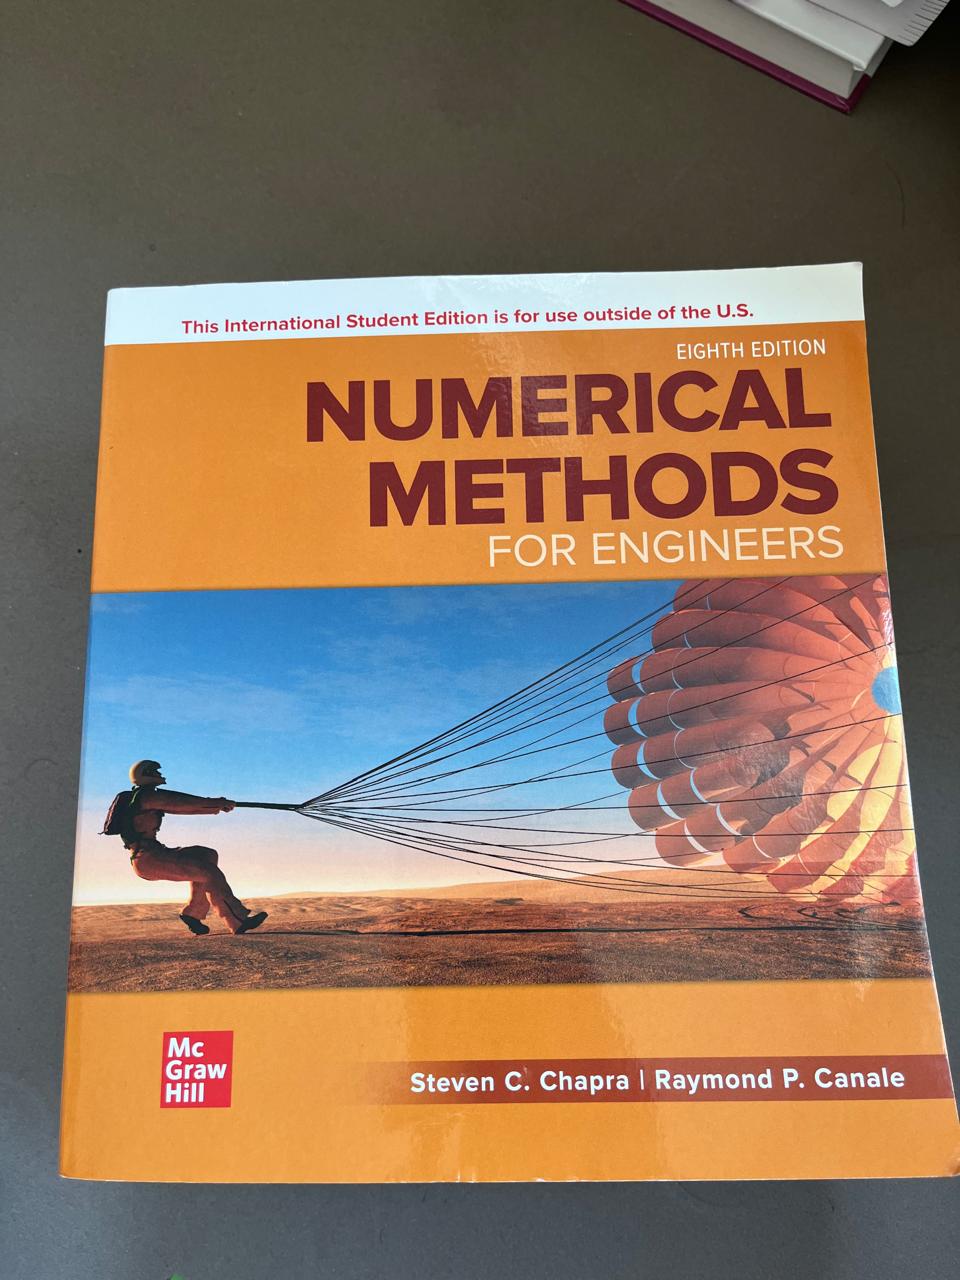 This International Student Edition is for use outside of the U.S.
EIGHTH EDITION
NUMERICAL
METHODS
FOR ENGINEERS
Mc
Graw
Hill
Steven C. Chapra | Raymond P. Canale